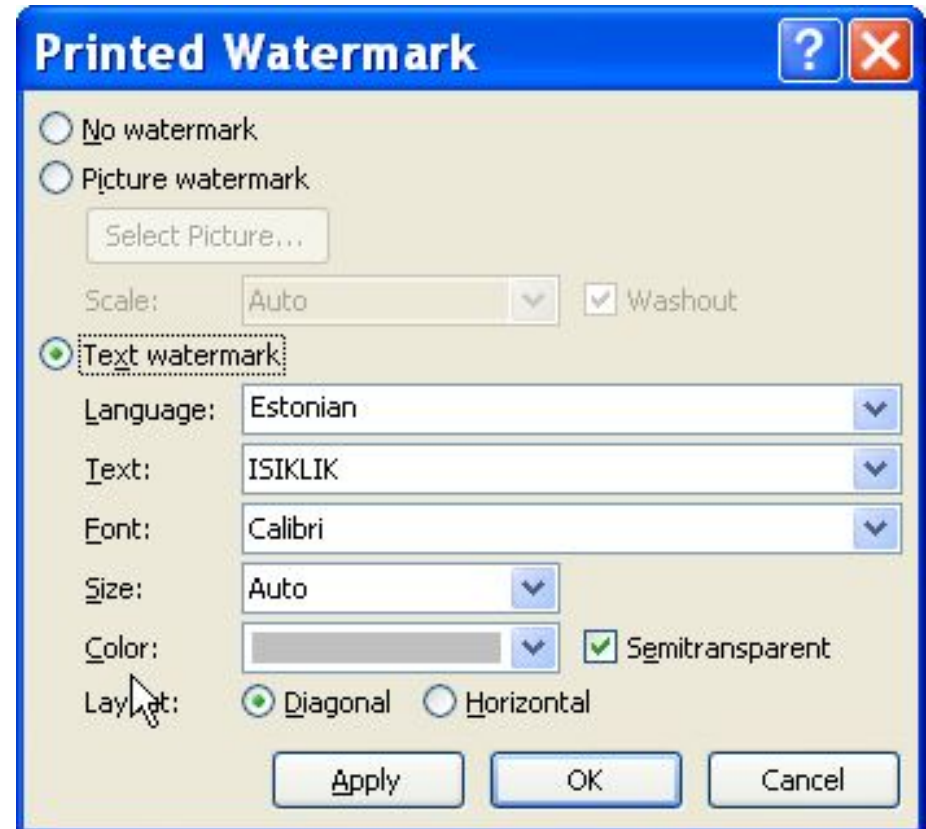 Printed Watermark ?
No watermark
Picture watermark
Select Picture...
Scale: Auto Washout
Text watermark
Language: Estonian
Text: ISIKLIK
Font: Calibri
Size: Auto
Color: Semitransparent
Layout: Diagonal Horizontal
Apply OK Cancel